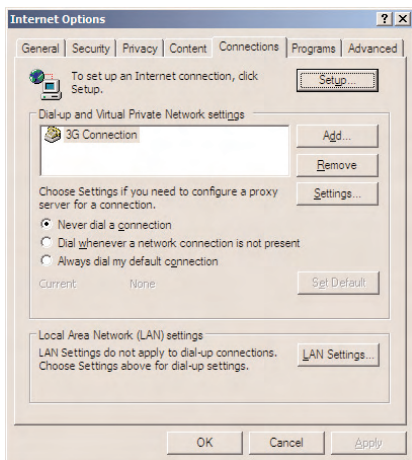 Internet Options
? X
General Security Privacy Content Connections Programs Advanced
To set up an Internet connection, click
Setup.
Setup...
Dial-up and Virtual Private Network settings
3G Connection
Add...
Remove
Choose Settings if you need to configure a proxy
server for a connection.
Settings...
Never dial a connection
Dial whenever a network connection is not present
Always dial my default connection
Current None
Set Default
Local Area Network (LAN) settings
LAN Settings do not apply to dial-up connections.
Choose Settings above for dial-up settings.
LAN Settings...
OK Cancel Apply